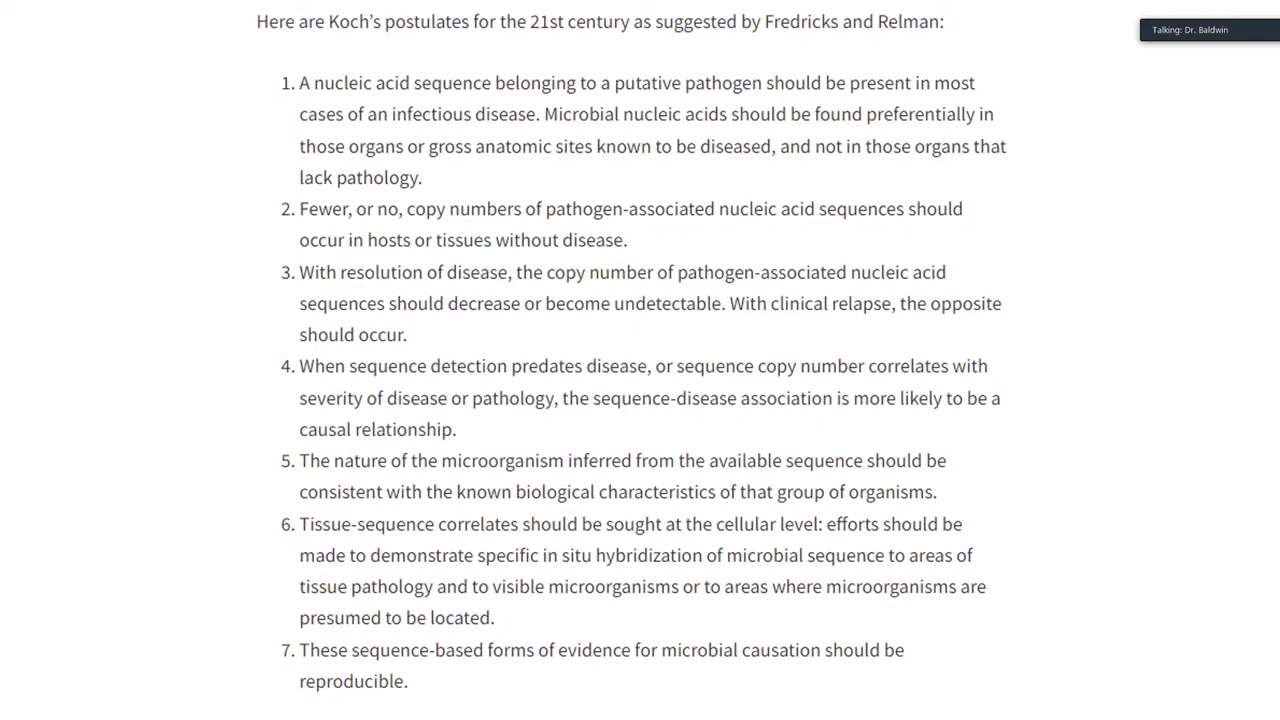 Here are Koch’s postulates for the 21st century as suggested by Fredricks and Relman:
Talking: Dr. Baldwin
1. A nucleic acid sequence belonging to a putative pathogen should be present in most
cases of an infectious disease. Microbial nucleic acids should be found preferentially in
those organs or gross anatomic sites known to be diseased, and not in those organs that
lack pathology.
2. Fewer, or no, copy numbers of pathogen-associated nucleic acid sequences should
occur in hosts or tissues without disease.
3. With resolution of disease, the copy number of pathogen-associated nucleic acid
sequences should decrease or become undetectable. With clinical relapse, the opposite
should occur.
4. When sequence detection predates disease, or sequence copy number correlates with
severity of disease or pathology, the sequence-disease association is more likely to be a
causal relationship.
5. The nature of the microorganism inferred from the available sequence should be
consistent with the known biological characteristics of that group of organisms.
6. Tissue-sequence correlates should be sought at the cellular level: efforts should be
made to demonstrate specific in situ hybridization of microbial sequence to areas of
tissue pathology and to visible microorganisms or to areas where microorganisms are
presumed to be located.
7. These sequence-based forms of evidence for microbial causation should be
reproducible.